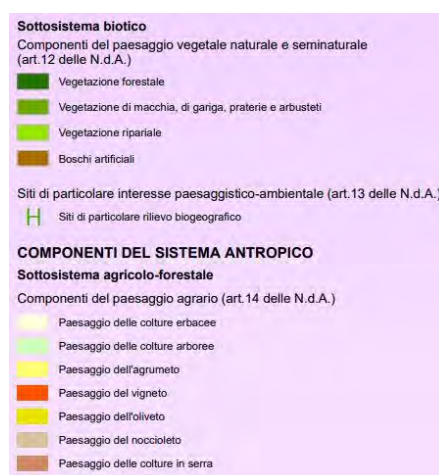 Sottosistema biotico
Componenti del paesaggio vegetale naturale e seminaturale
(art.12 delle N.d.A.)
Vegetazione forestale
Vegetazione di macchia, di gariga, praterie e arbusteti
Vegetazione ripariale
Boschi artificiali
Siti di particolare interesse paesaggistico-ambientale (art.13 delle N.d.A.)
H Siti di particolare rilievo biogeografico
COMPONENTI DEL SISTEMA ANTROPICO
Sottosistema agricolo-forestale
Componenti del paesaggio agrario (art.14 delle N.d.A.)
Paesaggio delle colture erbacee
Paesaggio delle colture arboree
Paesaggio dell'agrumeto
Paesaggio del vigneto
Paesaggio dell'oliveto
Paesaggio del noccioleto
Paesaggio delle colture in serra